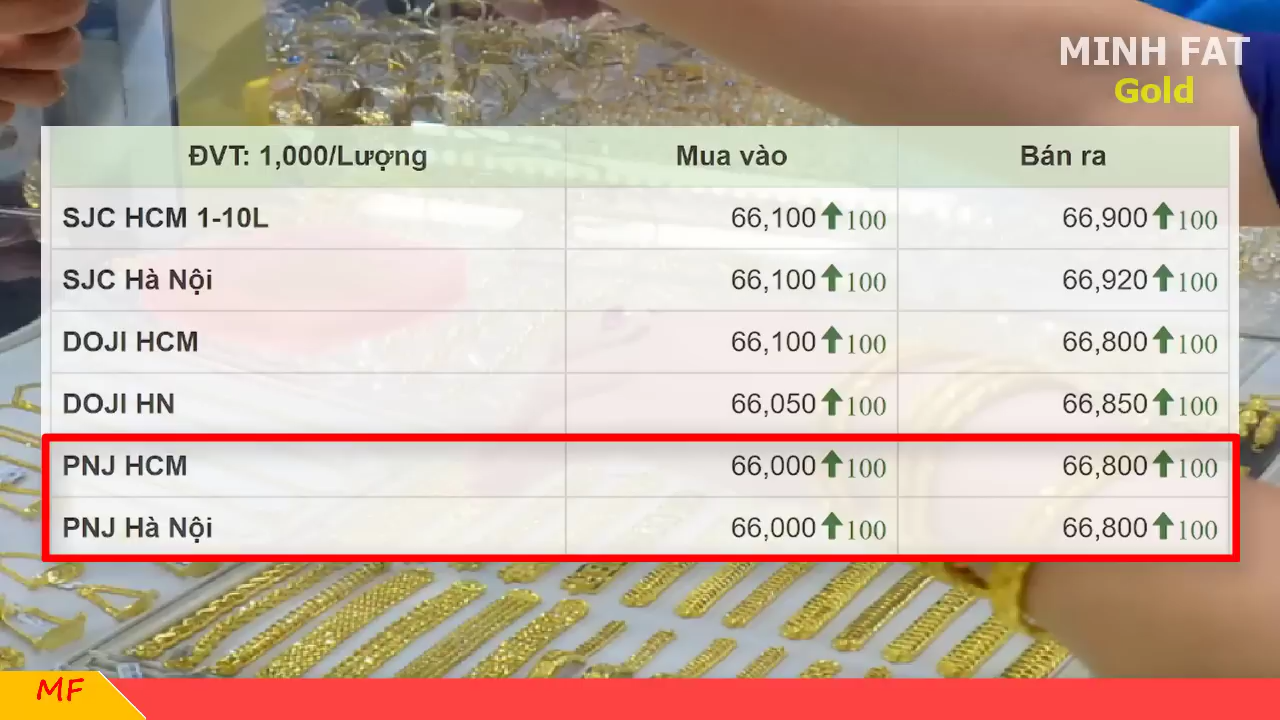 MINH FAT
Gold
ĐVT: 1,000/Lượng Mua vào Bán ra
SJC HCM 1-10L 66,100 100 66,900 100
SJC Hà Nội 66,100 100 66,920 100
DOJI HCM 66,100 100 66,800 100
DOJI HN 66,050 100 66,850 100
PNJ HCM 66,000 100 66,800 100
PNJ Hà Nội 66,000 100 66,800 100
MF